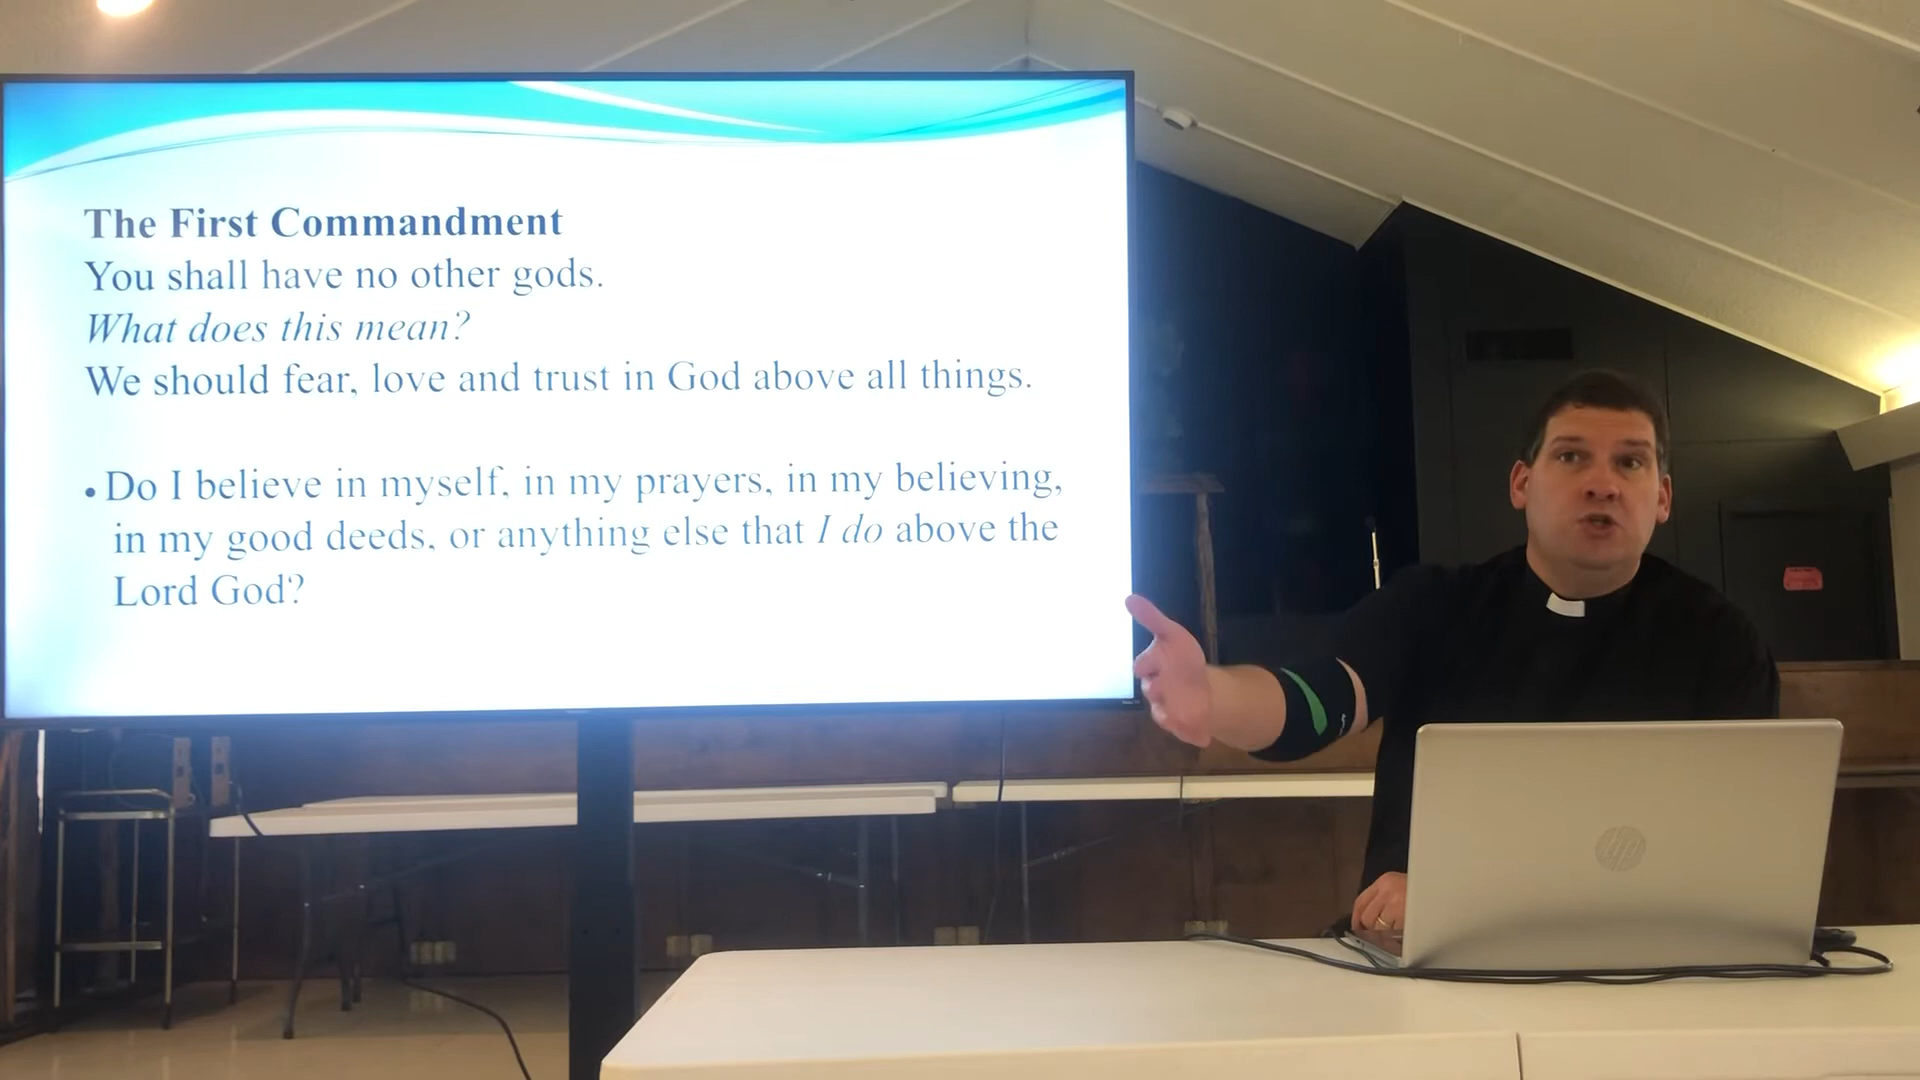 The First Commandment
You shall have no other gods.
What does this mean?
We should fear, love and trust in God above all things.
• Do I believe in myself, in my prayers, in my believing,
in my good deeds, or anything else that I do above the
Lord God?
hp